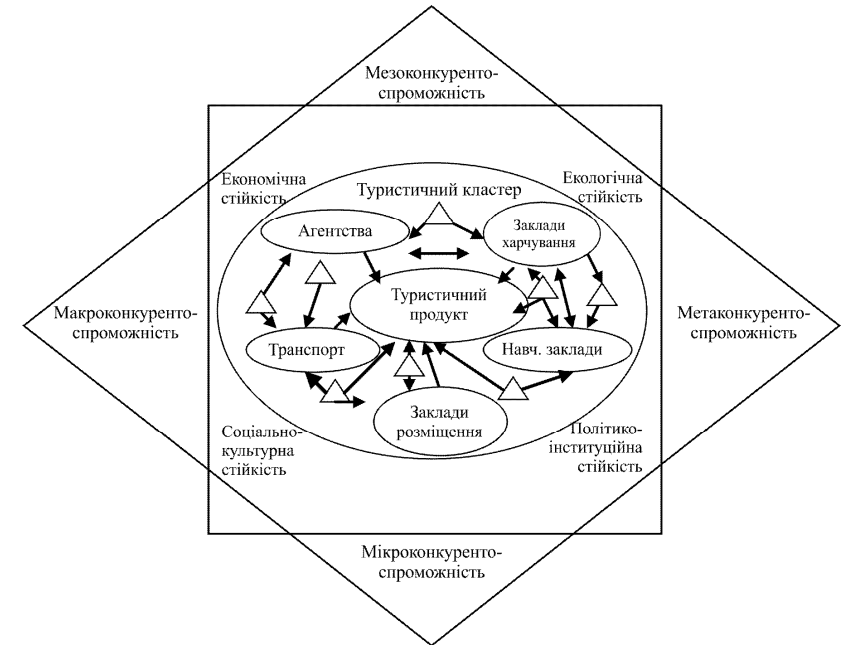 Мезоконкуренто-
спроможність
Економічна
стійкість
Екологічна
стійкість
Туристичний кластер
Агентства
Заклади
харчування
Туристичний
продукт
Макроконкуренто-
спроможність
Метаконкуренто-
спроможність
Транспорт
Навч. заклади
Заклади
розміщення
Соціально-
культурна
стійкість
Політико-
інституційна
стійкість
Мікроконкуренто-
спроможність